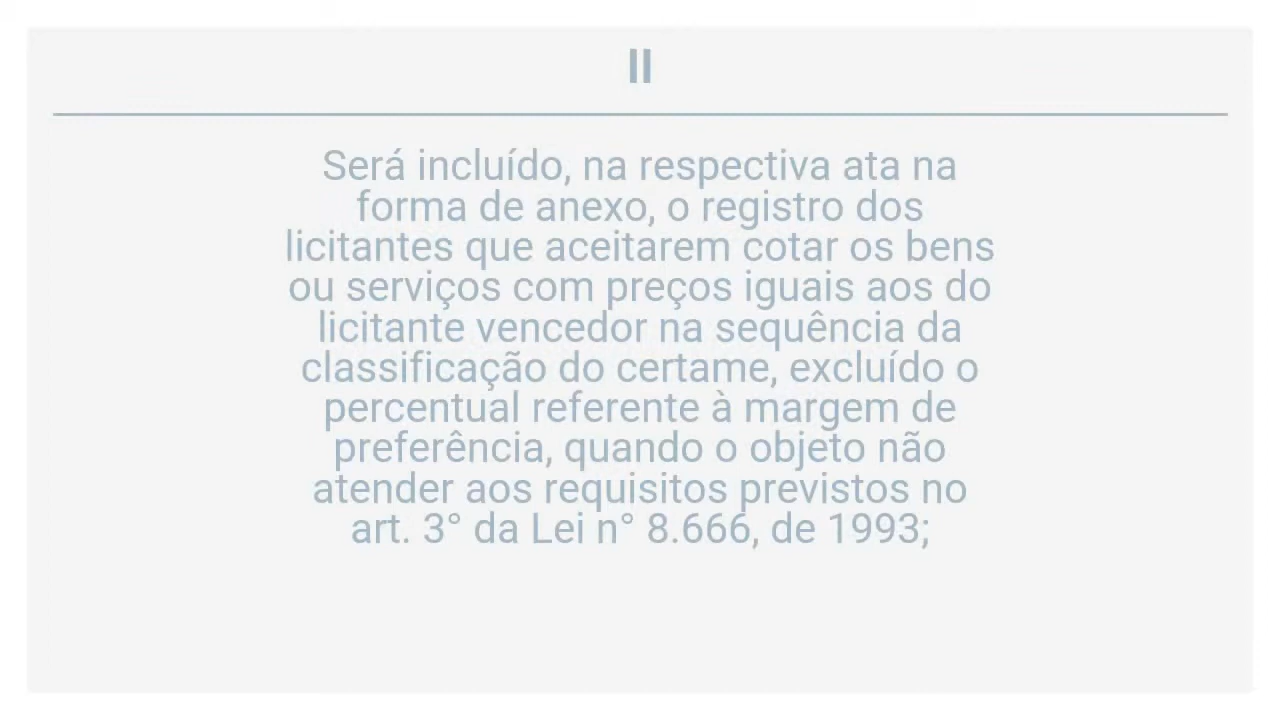 II
Será incluído, na respectiva ata na
forma de anexo, o registro dos
licitantes que aceitarem cotar os bens
ou serviços com preços iguais aos do
licitante vencedor na sequência da
classificação do certame, excluído o
percentual referente à margem de
preferência, quando o objeto não
atender aos requisitos previstos no
art. 3° da Lei n° 8.666, de 1993;